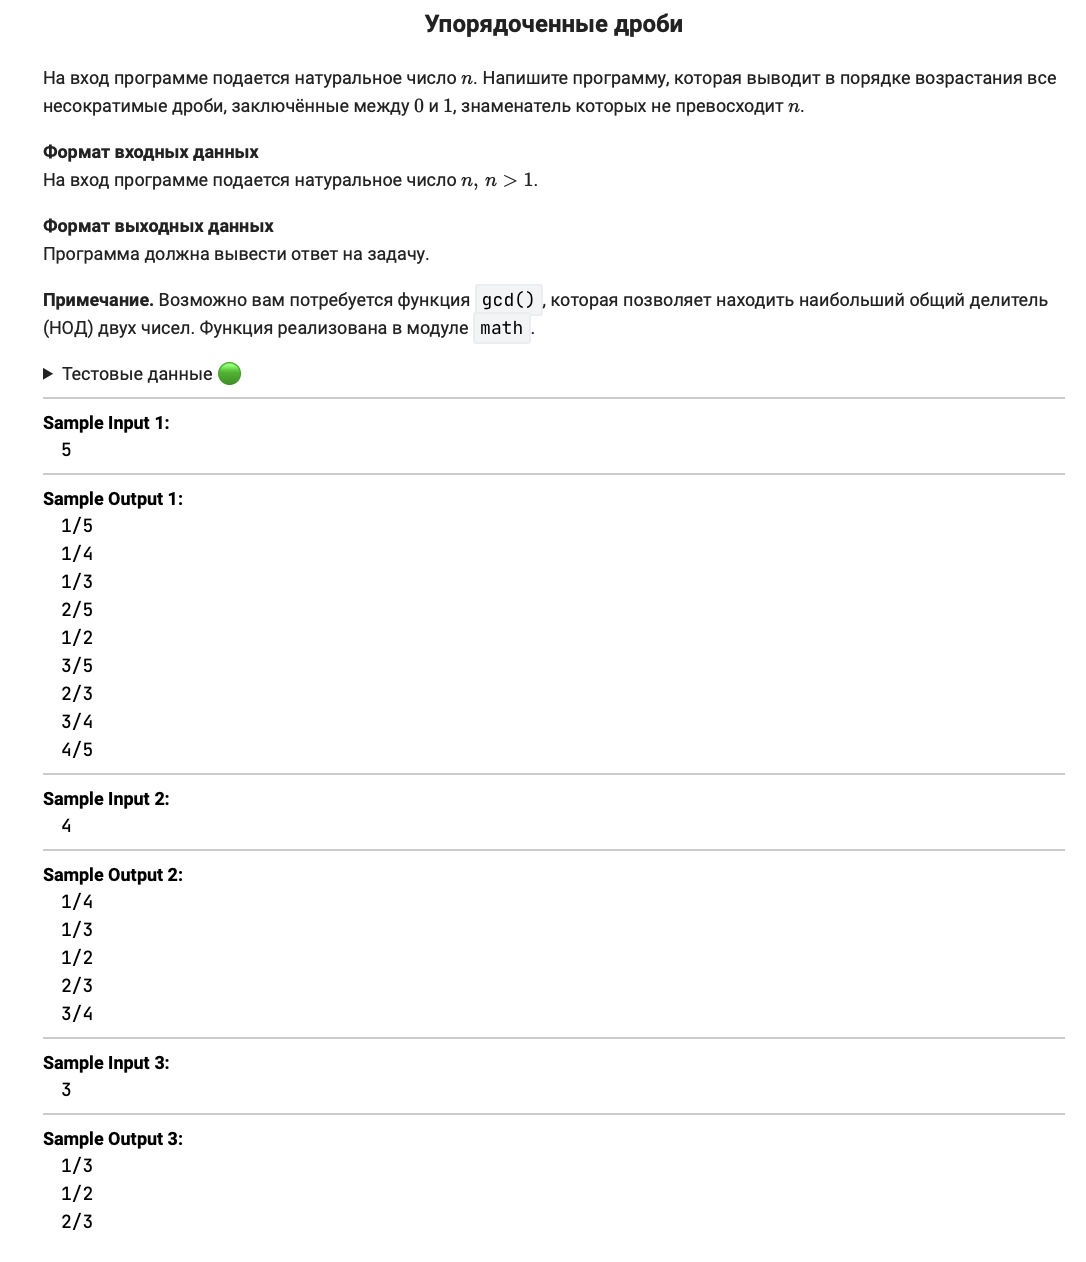 Упорядоченные дроби
На вход программе подается натуральное число n. Напишите программу, которая выводит в порядке возрастания все
несократимые дроби, заключённые между 0 и 1, знаменатель которых не превосходит n.
Формат входных данных
На вход программе подается натуральное число n, n > 1.
Формат выходных данных
Программа должна вывести ответ на задачу.
Примечание. Возможно вам потребуется функция gcd(), которая позволяет находить наибольший общий делитель
(НОД) двух чисел. Функция реализована в модуле math.
Тестовые данные
Sample Input 1:
5
Sample Output 1:
1/5
1/4
1/3
2/5
1/2
3/5
2/3
3/4
4/5
Sample Input 2:
4
Sample Output 2:
1/4
1/3
1/2
2/3
3/4
Sample Input 3:
3
Sample Output 3:
1/3
1/2
2/3